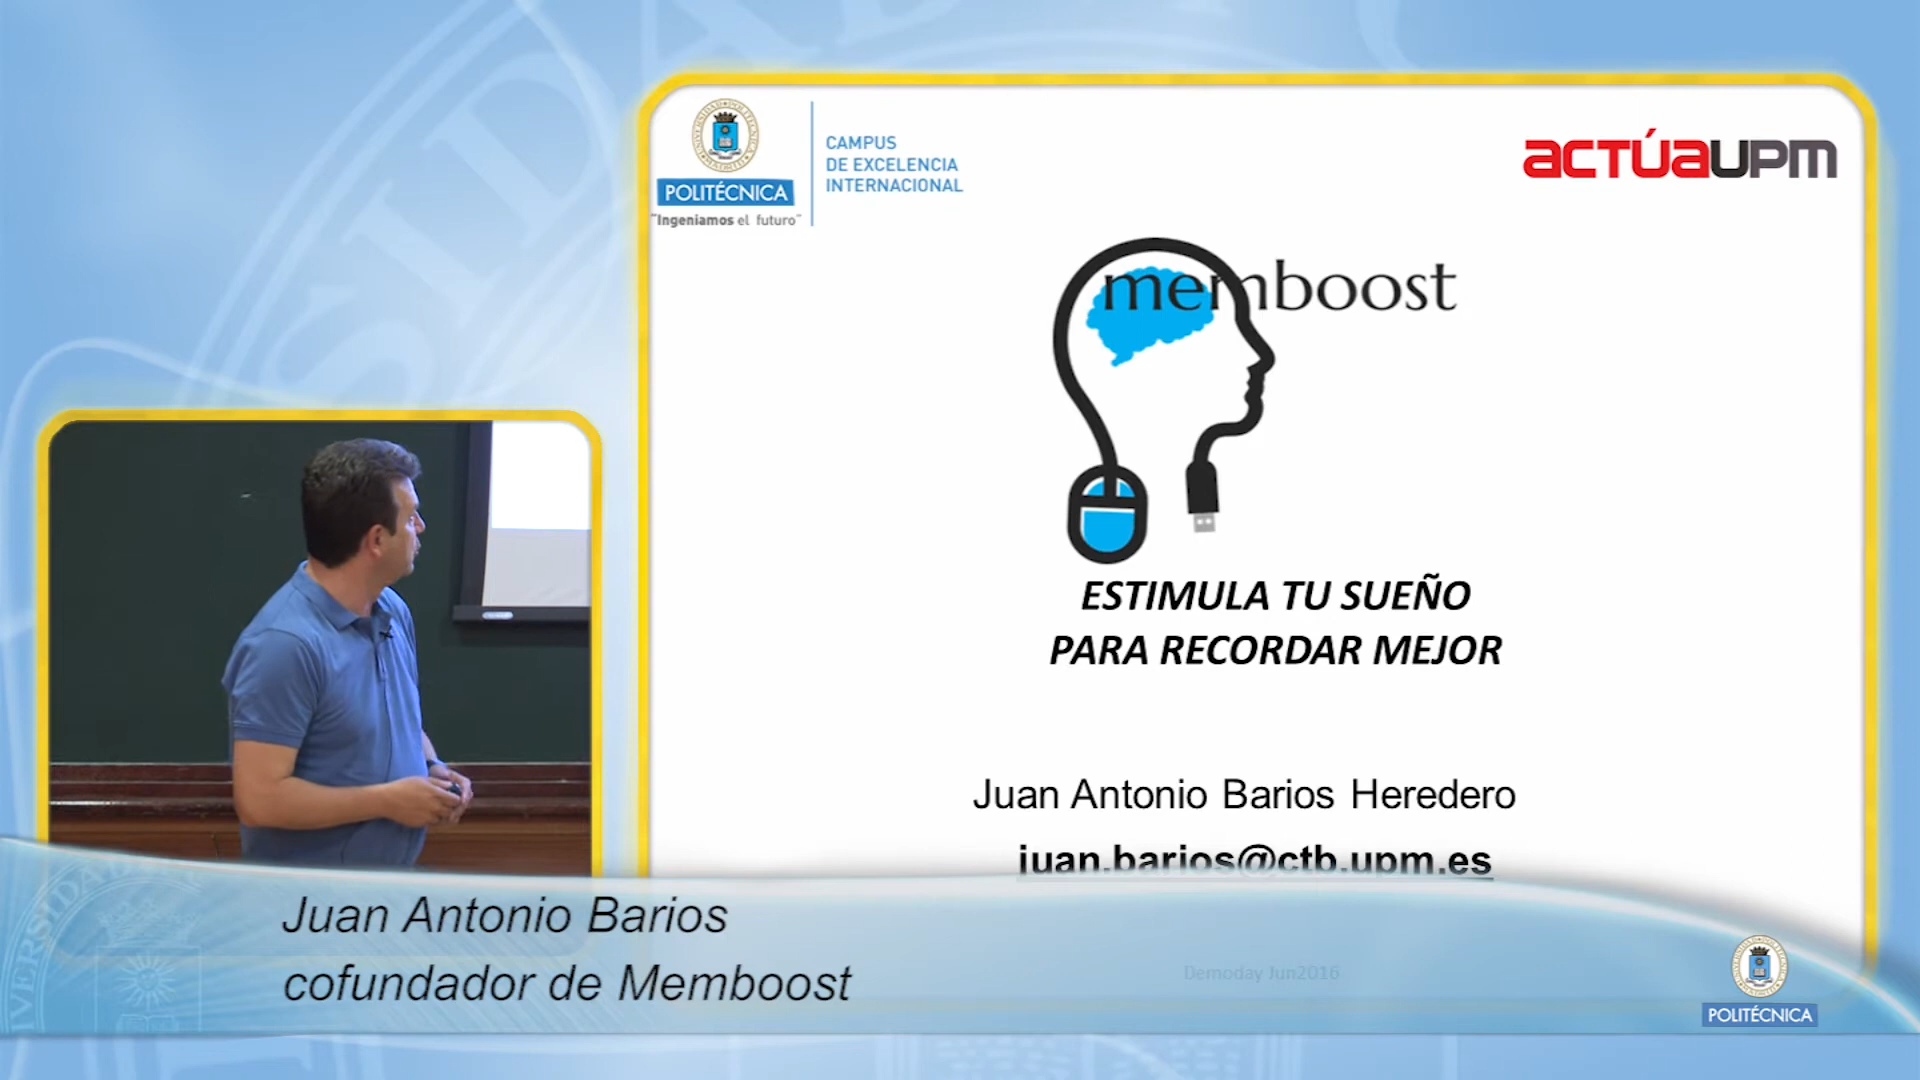 POLITÉCNICA
"Ingeniamos el futuro"
CAMPUS
DE EXCELENCIA
INTERNACIONAL
ACTÚAUPM
memboost
ESTIMULA TU SUEÑO
PARA RECORDAR MEJOR
Juan Antonio Barios Heredero
juan.barios@ctb.upm.es
Juan Antonio Barios
cofundador de Memboost
Demoday Jun2016
POLITÉCNICA